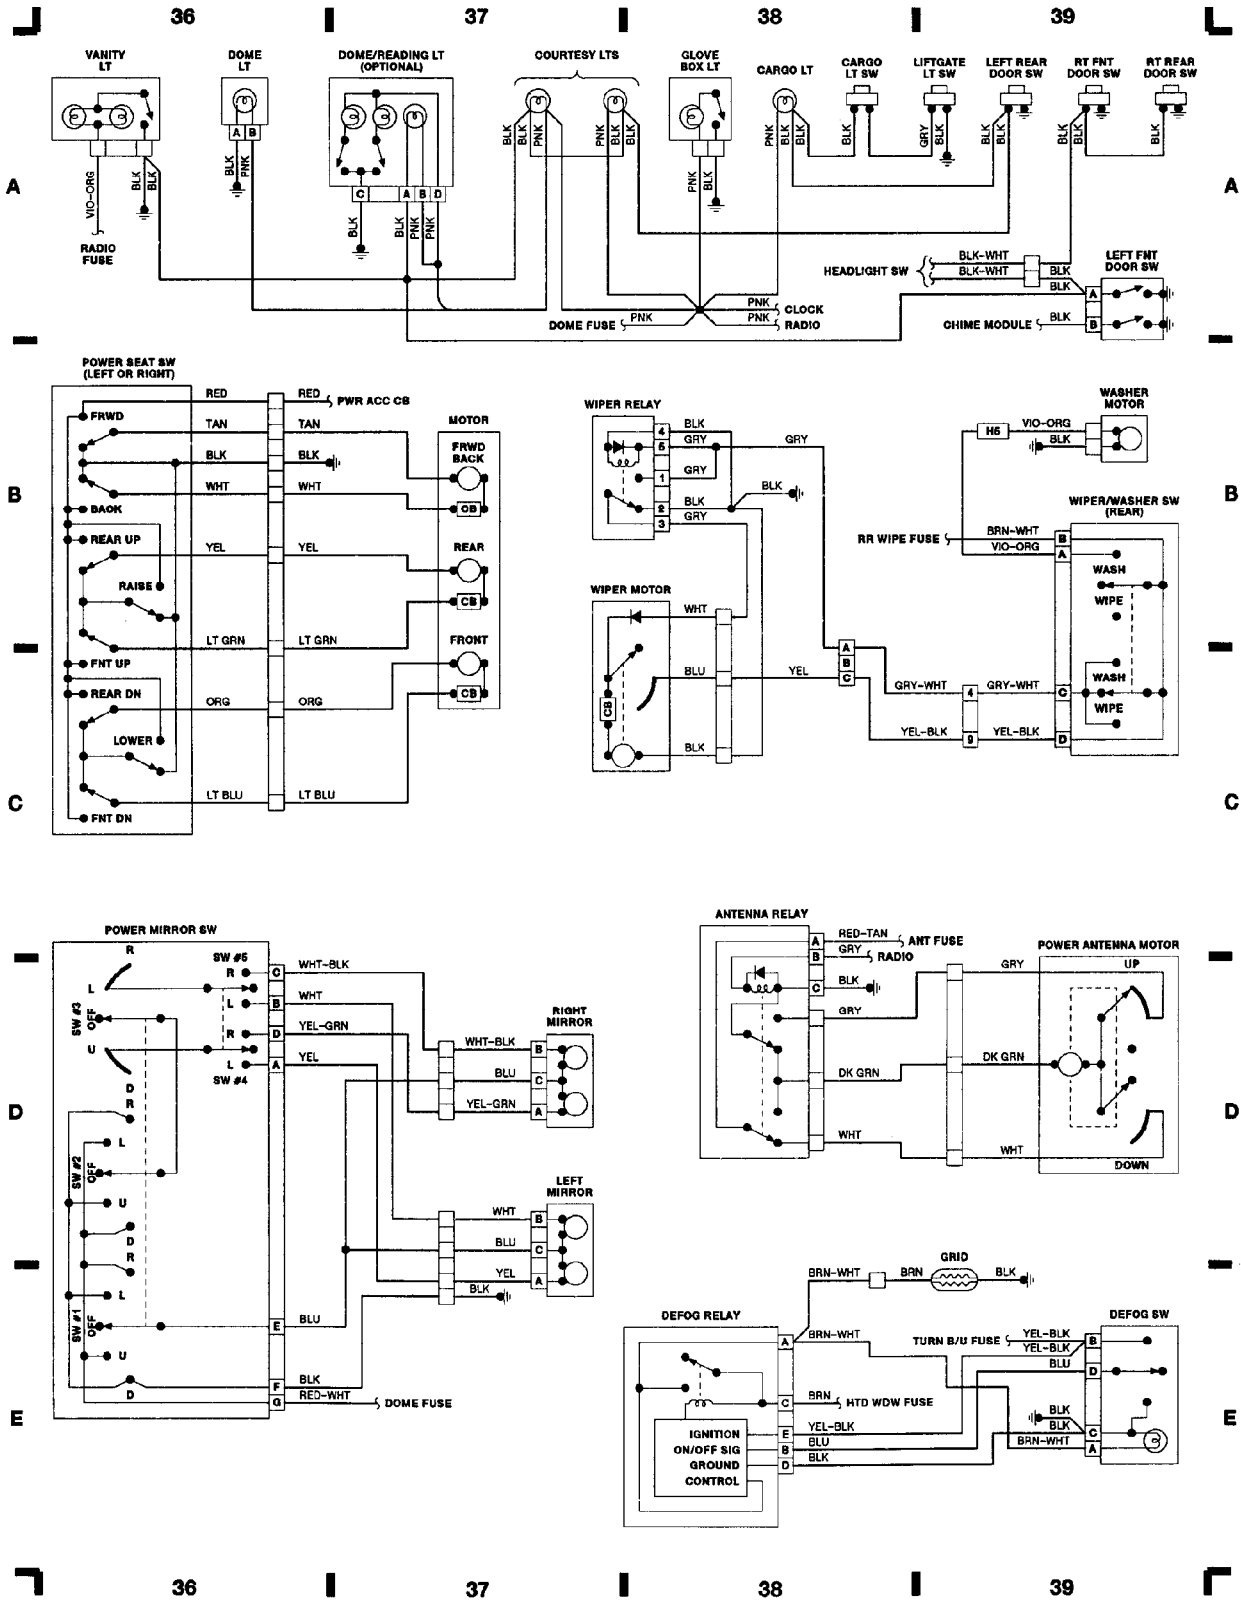 36 37 38 39
VANITY LT
DOME LT
DOME/READING LT (OPTIONAL)
COURTESY LTS
GLOVE BOX LT
CARGO LT
CARGO LT SW
LIFTGATE LT SW
LEFT REAR DOOR SW
RT FNT DOOR SW
RT REAR DOOR SW
A B
C A B D
BLK PNK BLK BLK PNK PNK BLK BLK PNK BLK BLK BLK GRY BLK BLK BLK BLK BLK BLK
VIO-ORG BLK BLK
BLK BLK PNK PNK
PNK BLK
A A
RADIO FUSE
HEADLIGHT SW
BLK-WHT
BLK-WHT BLK
BLK
LEFT FNT DOOR SW
A
B
PNK CLOCK
DOME FUSE PNK
PNK RADIO
CHIME MODULE BLK
POWER SEAT SW
(LEFT OR RIGHT)
RED RED PWR ACC CB
FRWD
TAN TAN
BLK BLK
WHT WHT
BACK
REAR UP
YEL YEL
RAISE
LT GRN LT GRN
FNT UP
REAR DN
ORG ORG
LOWER
LT BLU LT BLU
FNT DN
MOTOR
FRWD BACK
CB
REAR
CB
FRONT
CB
B B
WIPER RELAY
4 BLK
5 GRY GRY
1 GRY
2 BLK BLK
3 GRY
WIPER MOTOR
WHT
BLU YEL
CB
BLK
A
B
C
GRY-WHT 4 GRY-WHT C
YEL-BLK 9 YEL-BLK D
WASHER MOTOR
H5 VIO-ORG
BLK
WIPER/WASHER SW
(REAR)
RR WIPE FUSE BRN-WHT B
VIO-ORG A
WASH
WIPE
WASH
WIPE
C C
POWER MIRROR SW
R
SW #5
R C WHT-BLK
L
L B WHT
SW #3
OFF
R D YEL-GRN
U
L A YEL
SW #4
D
R
L
SW #2
OFF
U
D
R
L
SW #1
OFF
E BLU
U
D
F BLK
G RED-WHT DOME FUSE
RIGHT MIRROR
WHT-BLK B
BLU C
YEL-GRN A
LEFT MIRROR
WHT B
BLU C
YEL A
BLK
D D
ANTENNA RELAY
A RED-TAN ANT FUSE
B GRY RADIO
C BLK
GRY
DK GRN
WHT
POWER ANTENNA MOTOR
GRY UP
DK GRN
WHT
DOWN
GRID
BRN-WHT BRN BLK
DEFOG RELAY
A BRN-WHT
C BRN HTD WDW FUSE
IGNITION E YEL-BLK
ON/OFF SIG B BLU
GROUND D BLK
CONTROL
DEFOG SW
TURN B/U FUSE YEL-BLK B
YEL-BLK
BLU D
BLK
BLK C
BRN-WHT A
E E
36 37 38 39